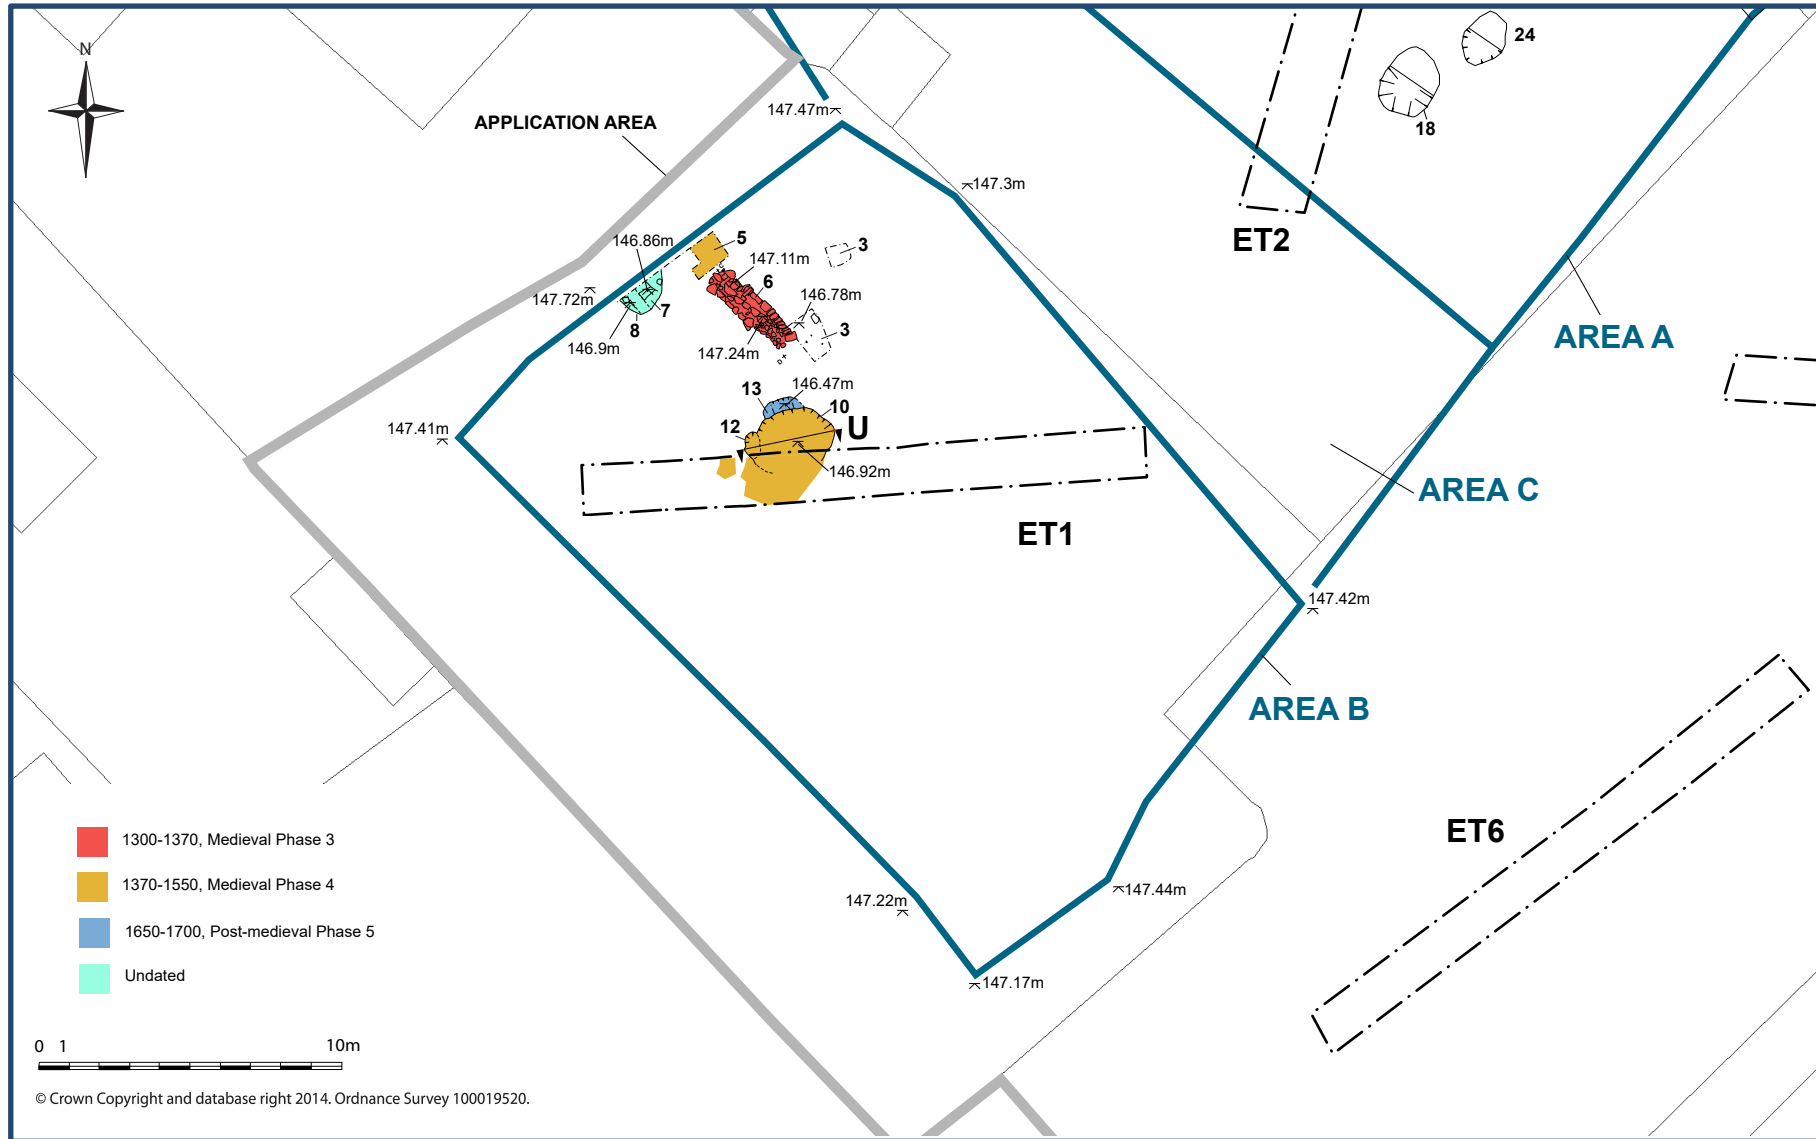 N
APPLICATION AREA
147.47m
147.3m
24
18
ET2
146.86m
5
3
147.11m
6
147.72m
7
146.78m
8
3
146.9m
147.24m
AREA A
13
146.47m
10
12
U
147.41m
146.92m
AREA C
ET1
147.42m
AREA B
ET6
1300-1370, Medieval Phase 3
1370-1550, Medieval Phase 4
147.44m
147.22m
1650-1700, Post-medieval Phase 5
Undated
147.17m
0 1 10m
© Crown Copyright and database right 2014. Ordnance Survey 100019520.